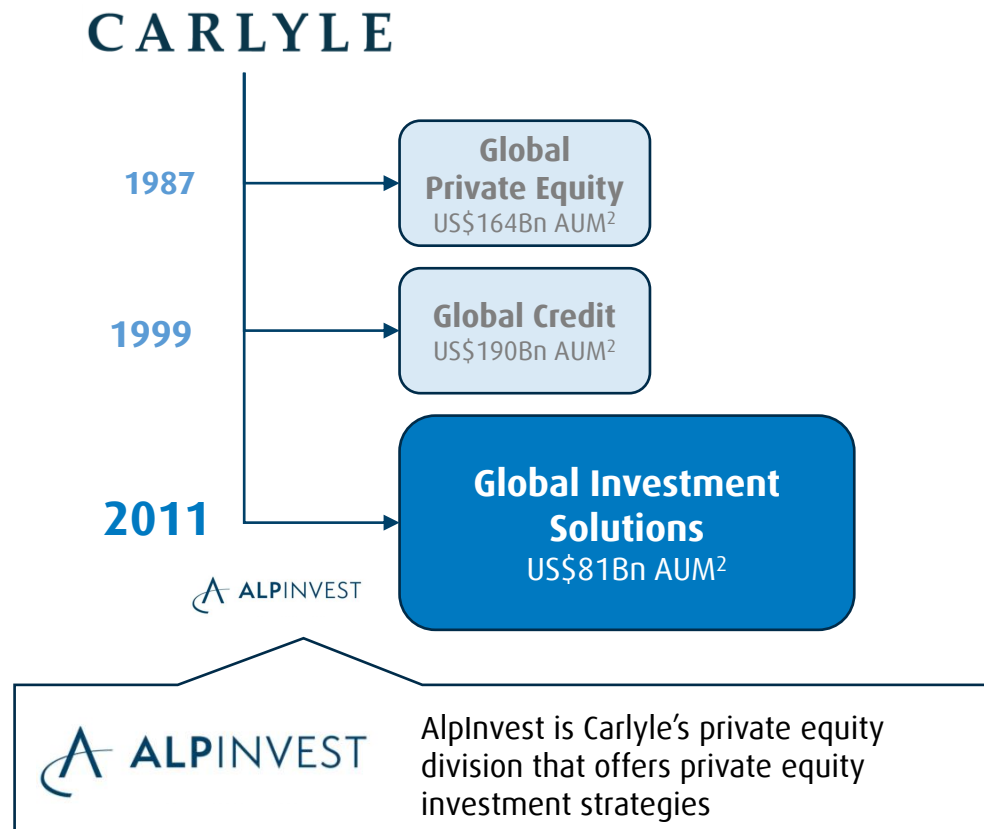 CARLYLE
1987
Global
Private Equity
US$164Bn AUM²
1999
Global Credit
US$190Bn AUM²
2011
Global Investment
Solutions
US$81Bn AUM²
ALPINVEST
ALPINVEST
AlpInvest is Carlyle’s private equity
division that offers private equity
investment strategies